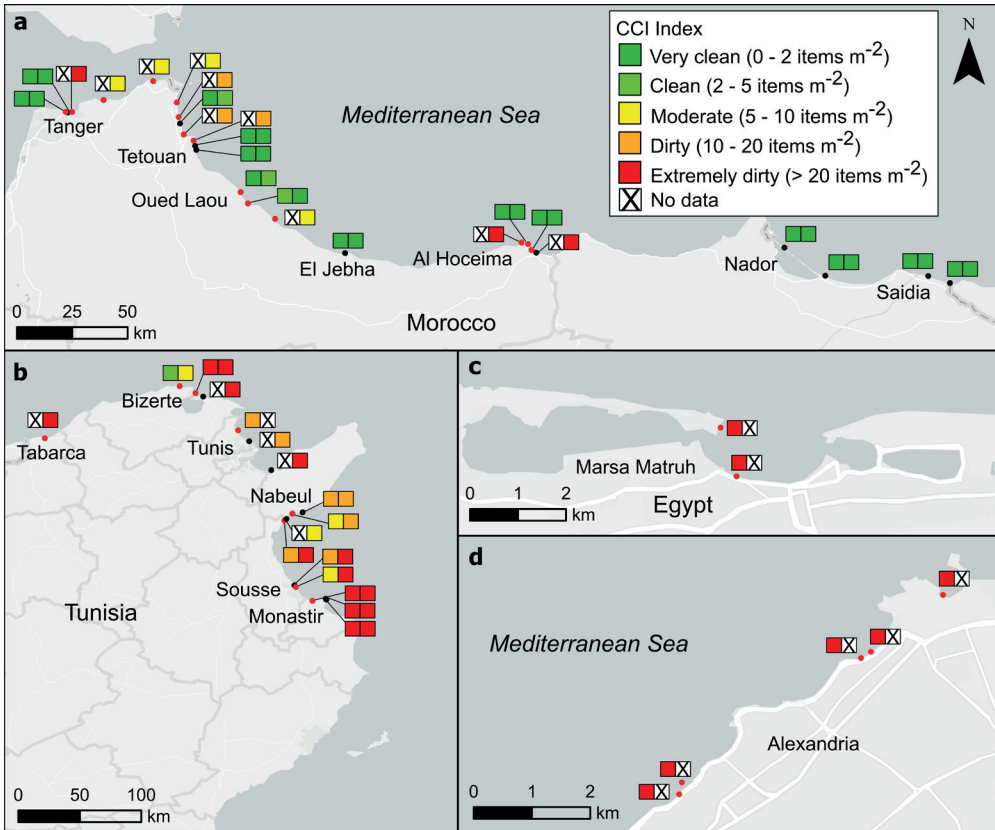 a
N
CCI Index
Very clean (0 - 2 items m-2)
Clean (2 - 5 items m-2)
Moderate (5 - 10 items m-2)
Dirty (10 - 20 items m-2)
Extremely dirty (> 20 items m-2)
No data
Mediterranean Sea
Tanger
Tetouan
Oued Laou
El Jebha
Al Hoceima
Nador
Saidia
Morocco
0 25 50
km
b
Bizerte
Tabarca
Tunis
Nabeul
Sousse
Monastir
Tunisia
0 50 100
km
c
Marsa Matruh
Egypt
0 1 2
km
d
Mediterranean Sea
Alexandria
0 1 2
km